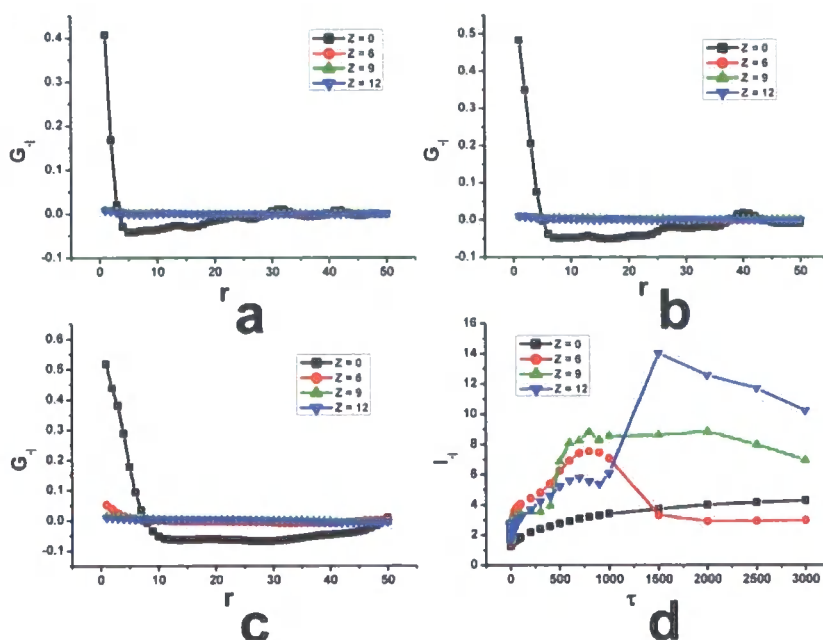 0.4
0.3
0.2
0.1
0.0
-0.1
G-I
Z = 0
Z = 6
Z = 9
Z = 12
0 10 20 30 40 50
r
a
0.5
0.4
0.3
0.2
0.1
0.0
-0.1
G-I
Z = 0
Z = 6
Z = 9
Z = 12
0 10 20 30 40 50
r
b
0.6
0.5
0.4
0.3
0.2
0.1
0.0
-0.1
G-I
Z = 0
Z = 6
Z = 9
Z = 12
0 10 20 30 40 50
r
c
16
14
12
10
8
6
4
2
0
I-I
Z = 0
Z = 6
Z = 9
Z = 12
0 500 1000 1500 2000 2500 3000
τ
d